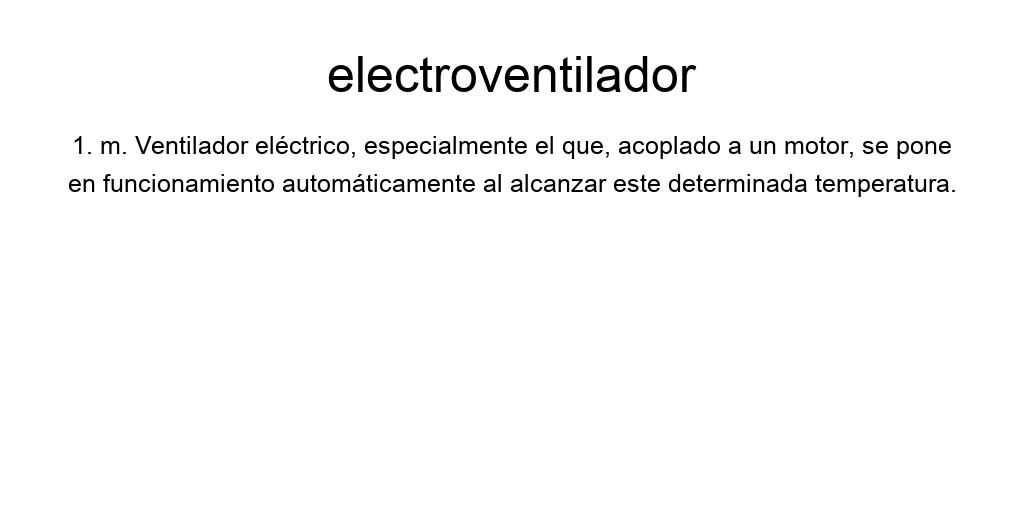 electroventilador
1. m. Ventilador eléctrico, especialmente el que, acoplado a un motor, se pone
en funcionamiento automáticamente al alcanzar este determinada temperatura.